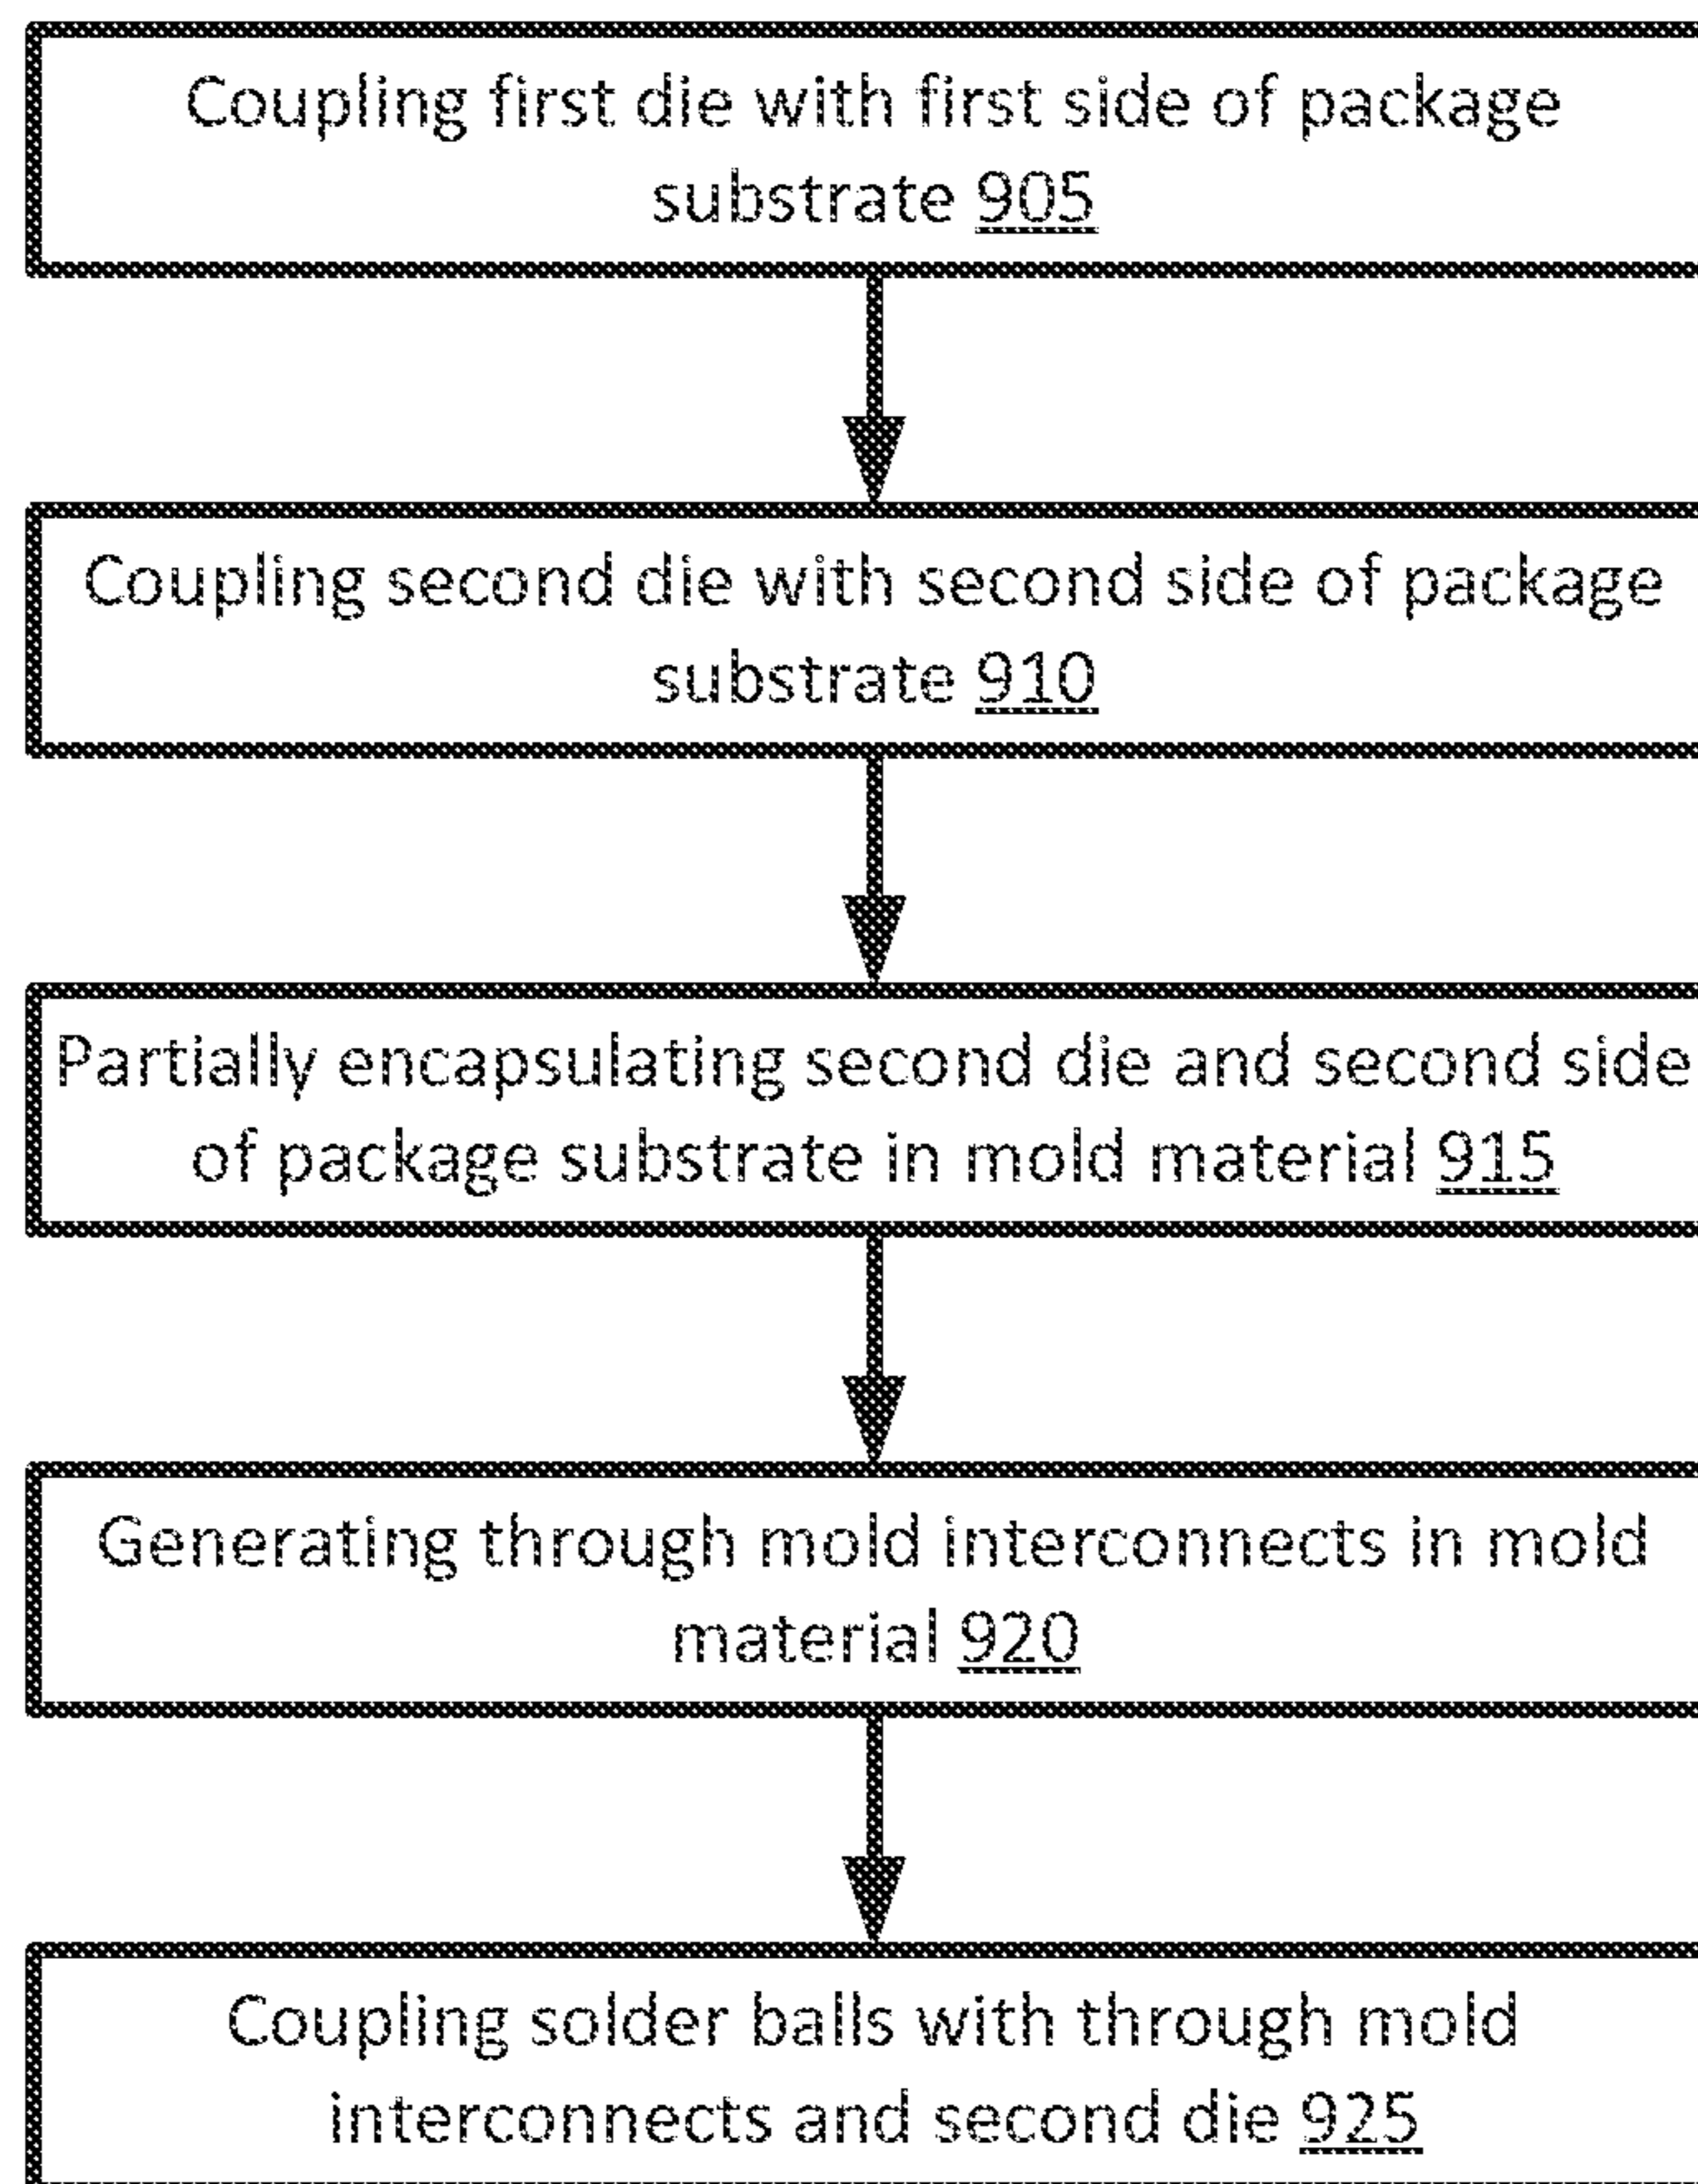 Coupling first die with first side of package
substrate 905
Coupling second die with second side of package
substrate 910
Partially encapsulating second die and second side
of package substrate in mold material 915
Generating through mold interconnects in mold
material 920
Coupling solder balls with through mold
interconnects and second die 925